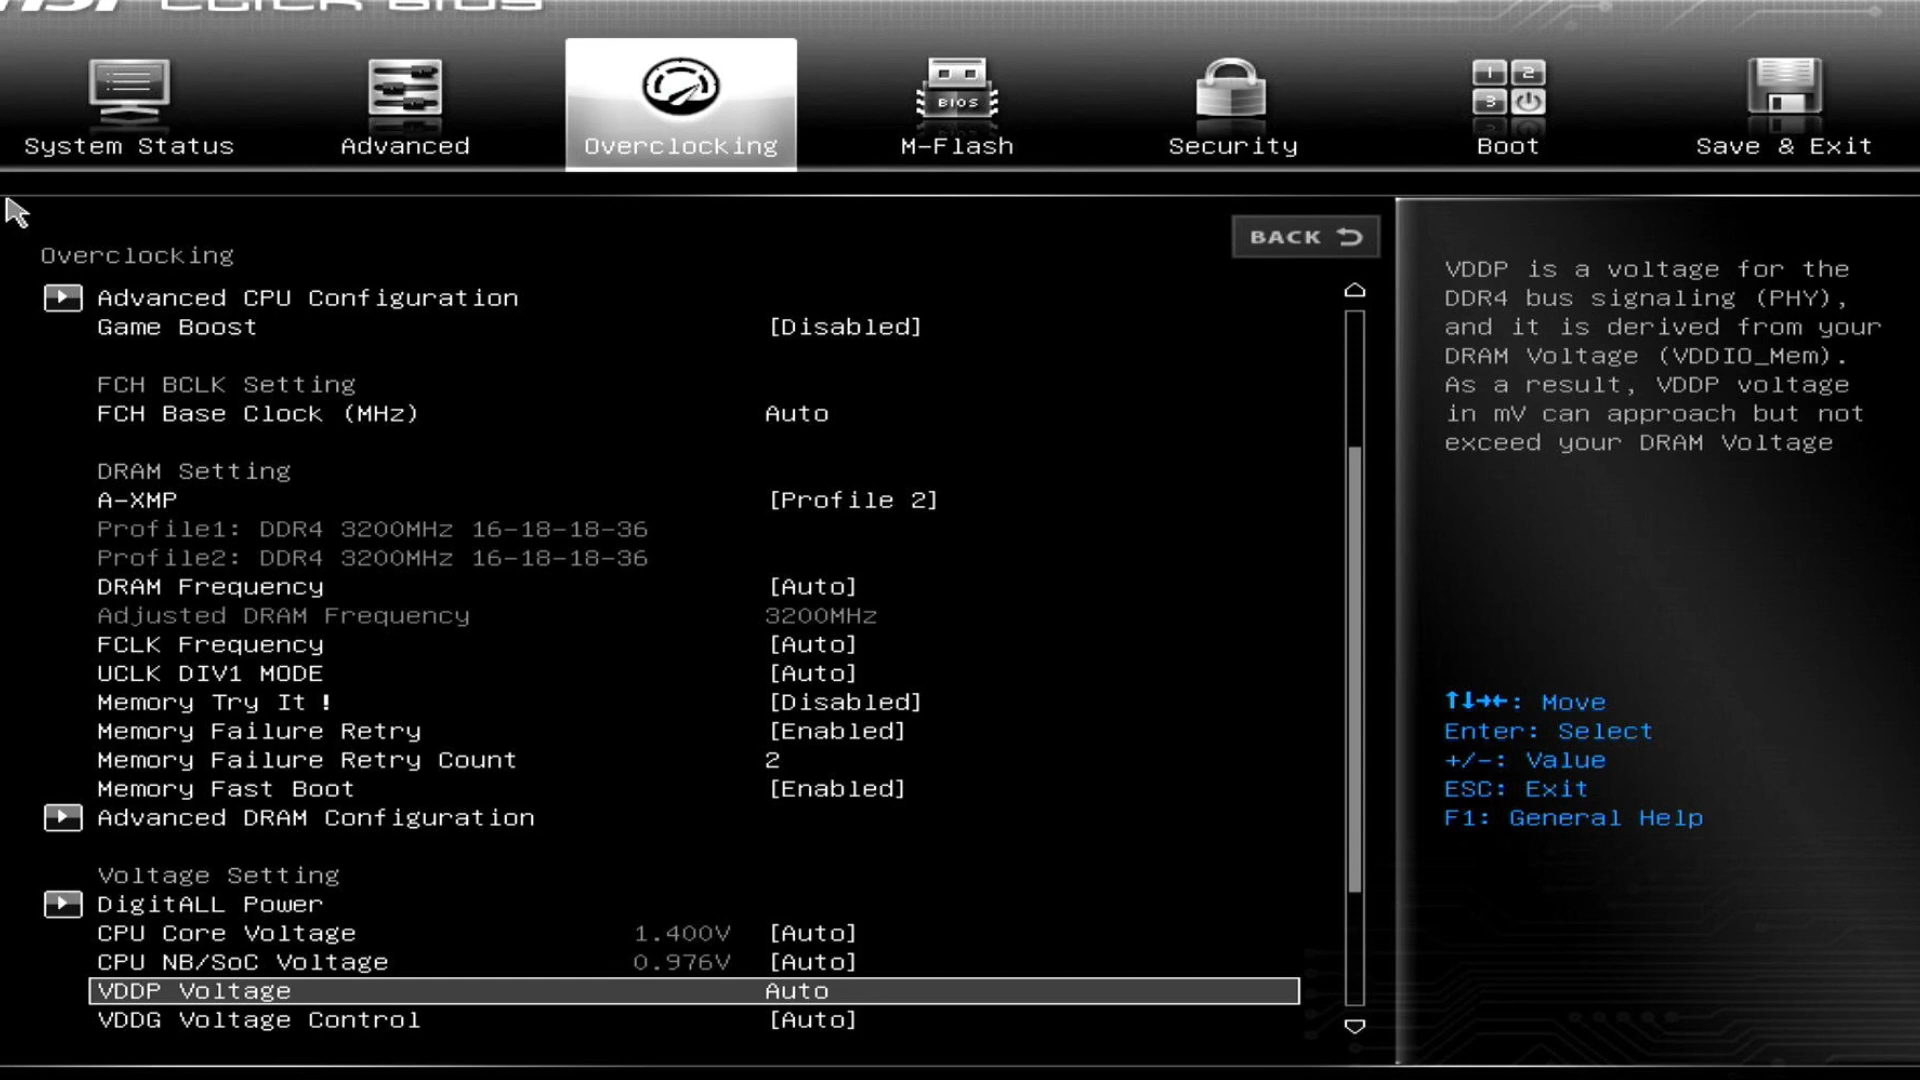 CLICK BIOS
System Status
Advanced
Overclocking
BIOS
M-Flash
Security
1 2
3
Boot
Save & Exit
BACK
Overclocking
Advanced CPU Configuration
Game Boost [Disabled]
FCH BCLK Setting
FCH Base Clock (MHz) Auto
DRAM Setting
A-XMP [Profile 2]
Profile1: DDR4 3200MHz 16-18-18-36
Profile2: DDR4 3200MHz 16-18-18-36
DRAM Frequency [Auto]
Adjusted DRAM Frequency 3200MHz
FCLK Frequency [Auto]
UCLK DIV1 MODE [Auto]
Memory Try It ! [Disabled]
Memory Failure Retry [Enabled]
Memory Failure Retry Count 2
Memory Fast Boot [Enabled]
Advanced DRAM Configuration
Voltage Setting
DigitALL Power
CPU Core Voltage 1.400V [Auto]
CPU NB/SoC Voltage 0.976V [Auto]
VDDP Voltage Auto
VDDG Voltage Control [Auto]
VDDP is a voltage for the
DDR4 bus signaling (PHY),
and it is derived from your
DRAM Voltage (VDDIO_Mem).
As a result, VDDP voltage
in mV can approach but not
exceed your DRAM Voltage
↑↓→←: Move
Enter: Select
+/-: Value
ESC: Exit
F1: General Help